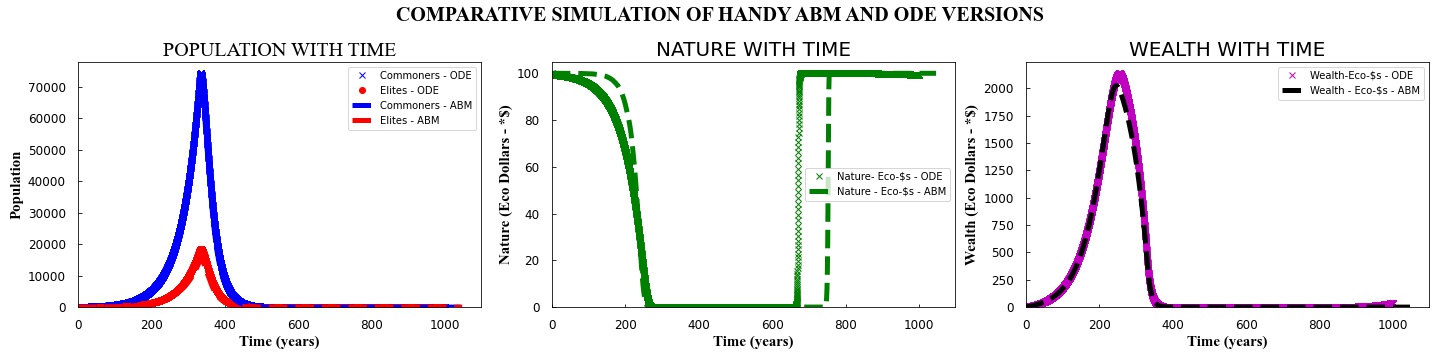 COMPARATIVE SIMULATION OF HANDY ABM AND ODE VERSIONS
POPULATION WITH TIME
Commoners - ODE
Elites - ODE
Commoners - ABM
Elites - ABM
Population
70000
60000
50000
40000
30000
20000
10000
0
0 200 400 600 800 1000
Time (years)
NATURE WITH TIME
Nature- Eco-$s - ODE
Nature - Eco-$s - ABM
Nature (Eco Dollars - *$)
100
80
60
40
20
0
0 200 400 600 800 1000
Time (years)
WEALTH WITH TIME
Wealth-Eco-$s - ODE
Wealth - Eco-$s - ABM
Wealth (Eco Dollars - *$)
2000
1750
1500
1250
1000
750
500
250
0
0 200 400 600 800 1000
Time (years)